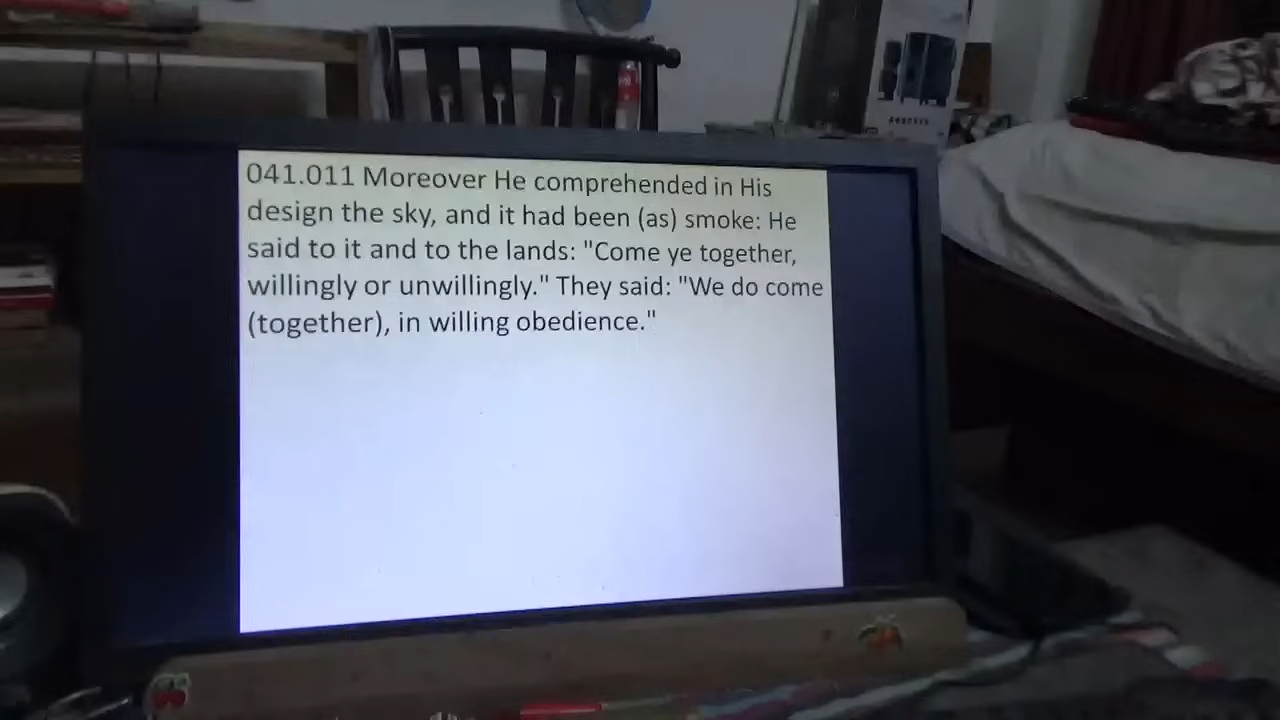 041.011 Moreover He comprehended in His
design the sky, and it had been (as) smoke: He
said to it and to the lands: "Come ye together,
willingly or unwillingly." They said: "We do come
(together), in willing obedience."